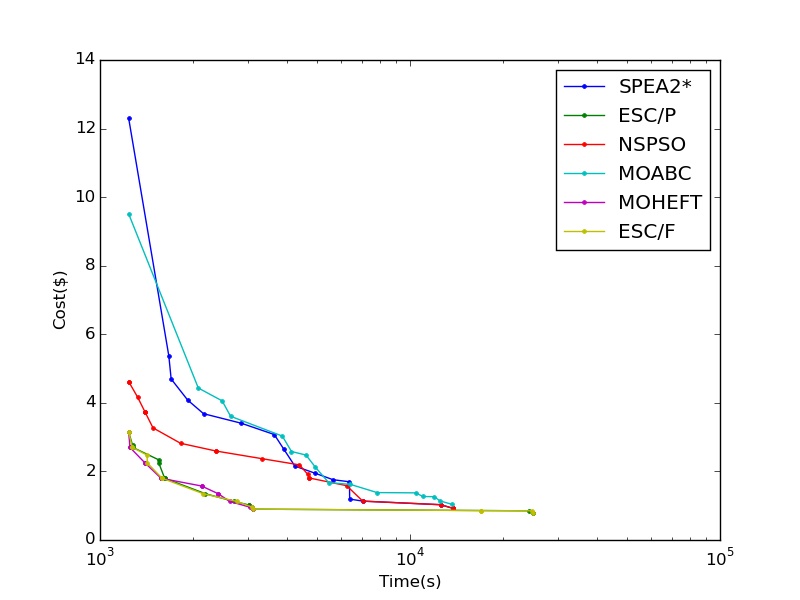 14
12
10
8
6
4
2
0
Cost($)
10^3
10^4
10^5
Time(s)
SPEA2*
ESC/P
NSPSO
MOABC
MOHEFT
ESC/F